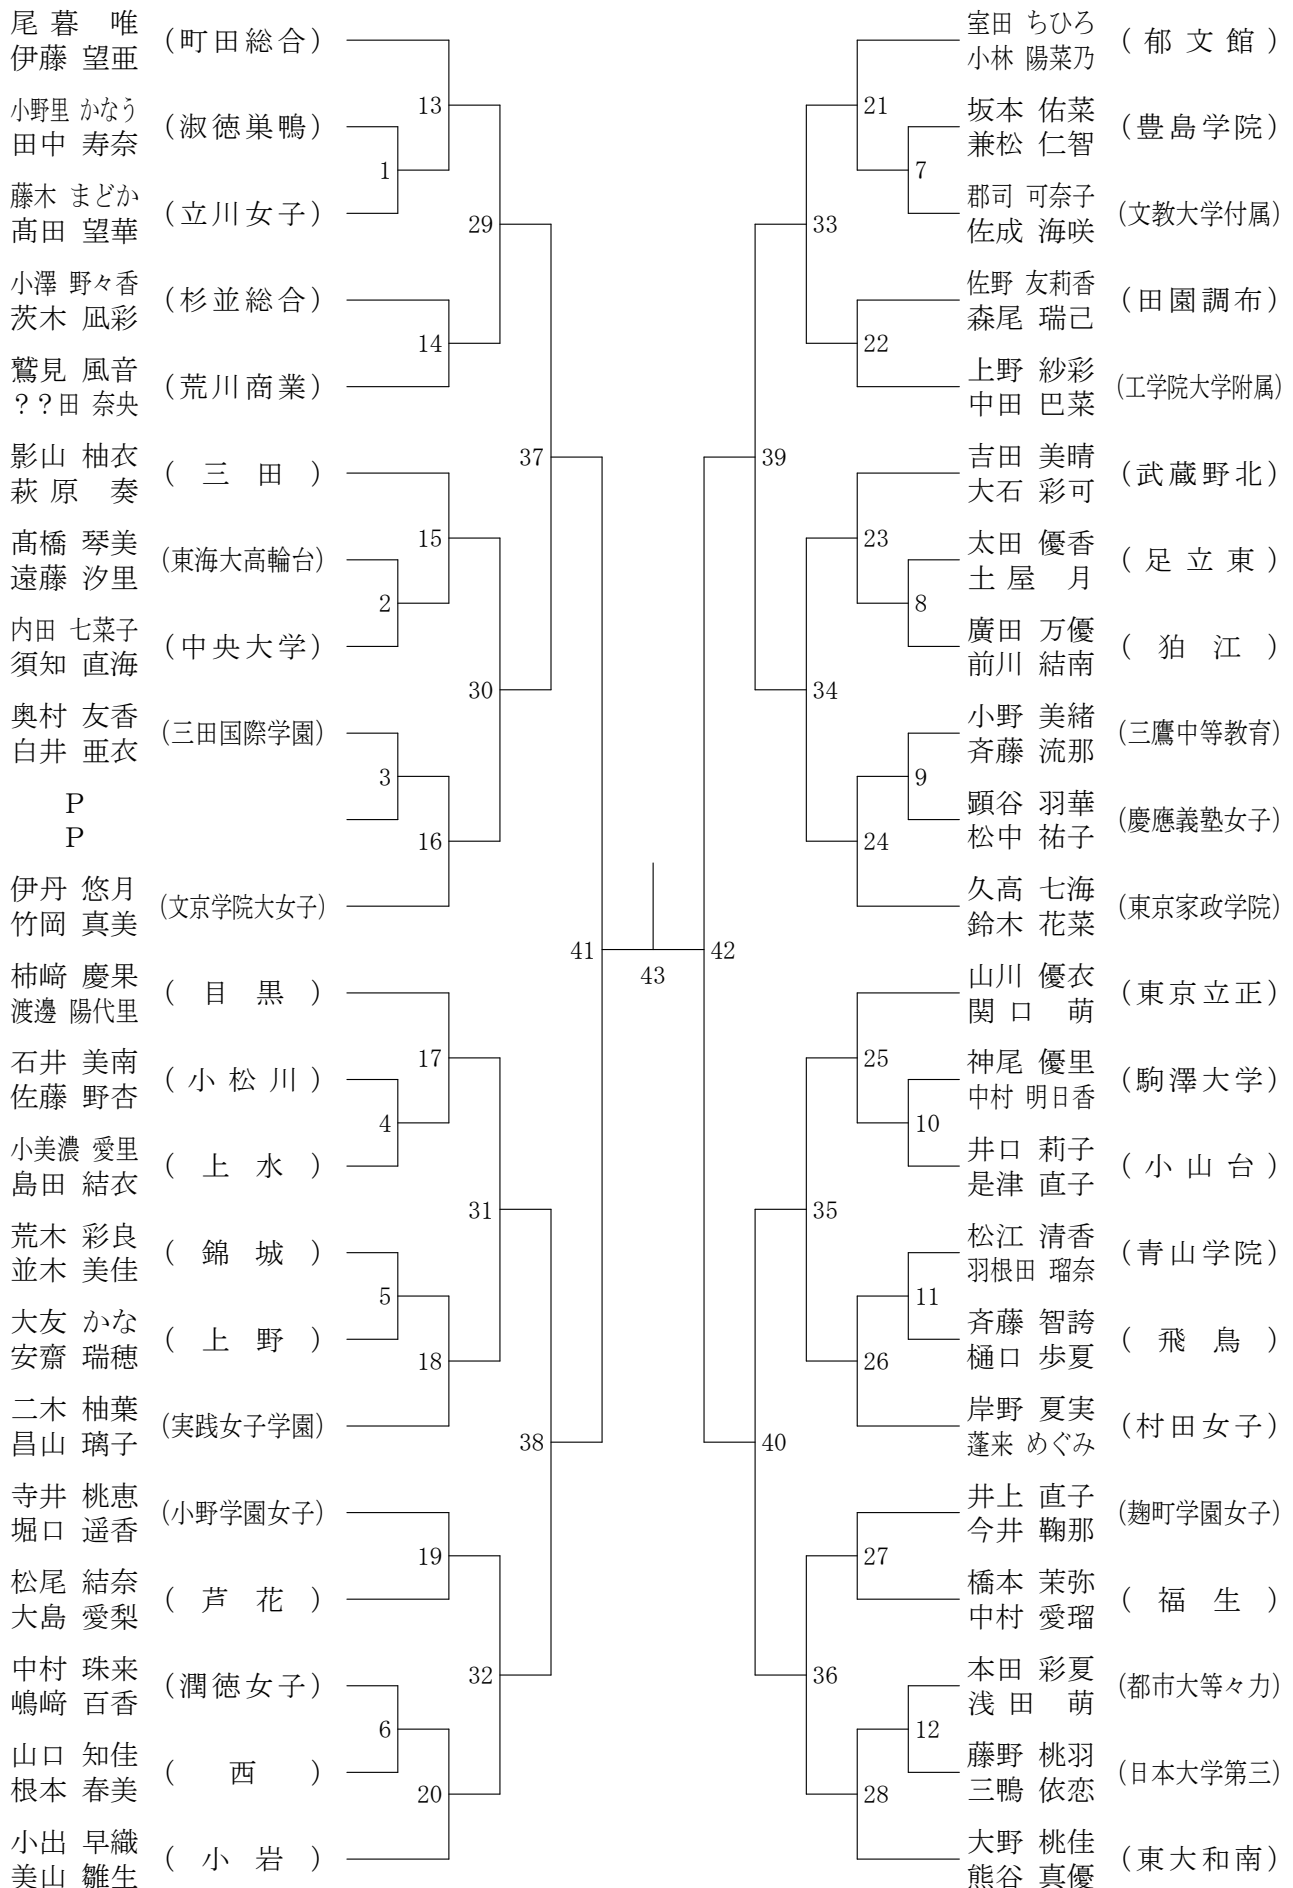 尾暮 唯
伊藤 望亜
(町田総合)
小野里 かなう
田中 寿奈
(淑徳巣鴨)
藤木 まどか
髙田 望華
(立川女子)
小澤 野々香
茨木 凪彩
(杉並総合)
鷲見 風音
??田 奈央
(荒川商業)
影山 柚衣
萩原 奏
(三田)
髙橋 琴美
遠藤 汐里
(東海大高輪台)
内田 七菜子
須知 直海
(中央大学)
奥村 友香
白井 亜衣
(三田国際学園)
P
P
伊丹 悠月
竹岡 真美
(文京学院大女子)
柿﨑 慶果
渡邊 陽代里
(目黒)
石井 美南
佐藤 野杏
(小松川)
小美濃 愛里
島田 結衣
(上水)
荒木 彩良
並木 美佳
(錦城)
大友 かな
安齋 瑞穂
(上野)
二木 柚葉
昌山 璃子
(実践女子学園)
寺井 桃恵
堀口 遥香
(小野学園女子)
松尾 結奈
大島 愛梨
(芦花)
中村 珠来
嶋﨑 百香
(潤徳女子)
山口 知佳
根本 春美
(西)
小出 早織
美山 雛生
(小岩)
13
1
29
14
37
15
2
30
3
16
41
17
4
31
5
18
38
19
32
6
20
43
21
7
33
22
39
23
8
34
9
24
42
25
10
35
11
26
40
27
36
12
28
室田 ちひろ
小林 陽菜乃
(郁文館)
坂本 佑菜
兼松 仁智
(豊島学院)
郡司 可奈子
佐成 海咲
(文教大学付属)
佐野 友莉香
森尾 瑞己
(田園調布)
上野 紗彩
中田 巴菜
(工学院大学附属)
吉田 美晴
大石 彩可
(武蔵野北)
太田 優香
土屋 月
(足立東)
廣田 万優
前川 結南
(狛江)
小野 美緒
斉藤 流那
(三鷹中等教育)
顕谷 羽華
松中 祐子
(慶應義塾女子)
久高 七海
鈴木 花菜
(東京家政学院)
山川 優衣
関口 萌
(東京立正)
神尾 優里
中村 明日香
(駒澤大学)
井口 莉子
是津 直子
(小山台)
松江 清香
羽根田 瑠奈
(青山学院)
斉藤 智誇
樋口 歩夏
(飛鳥)
岸野 夏実
蓬来 めぐみ
(村田女子)
井上 直子
今井 鞠那
(麹町学園女子)
橋本 茉弥
中村 愛瑠
(福生)
本田 彩夏
浅田 萌
(都市大等々力)
藤野 桃羽
三鴨 依恋
(日本大学第三)
大野 桃佳
熊谷 真優
(東大和南)